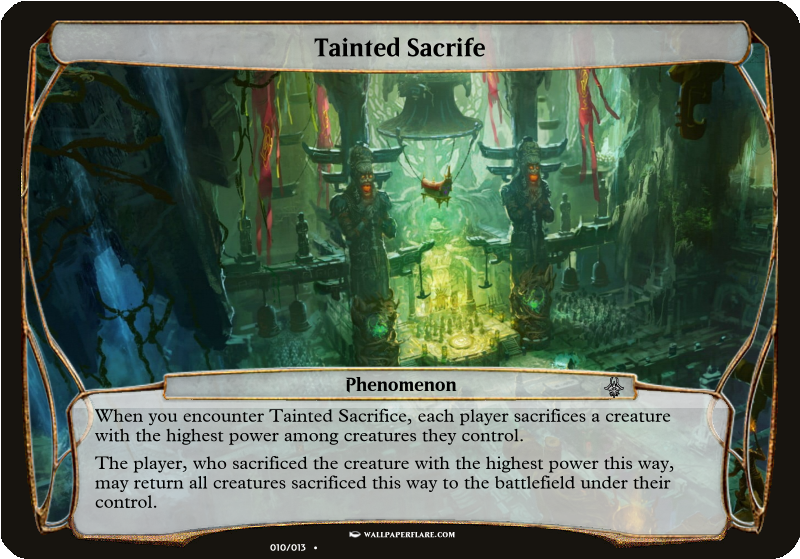 Tainted Sacrife
Phenomenon
When you encounter Tainted Sacrifice, each player sacrifices a creature
with the highest power among creatures they control.
The player, who sacrificed the creature with the highest power this way,
may return all creatures sacrificed this way to the battlefield under their
control.
WALLPAPERFLARE.COM
010/013 •